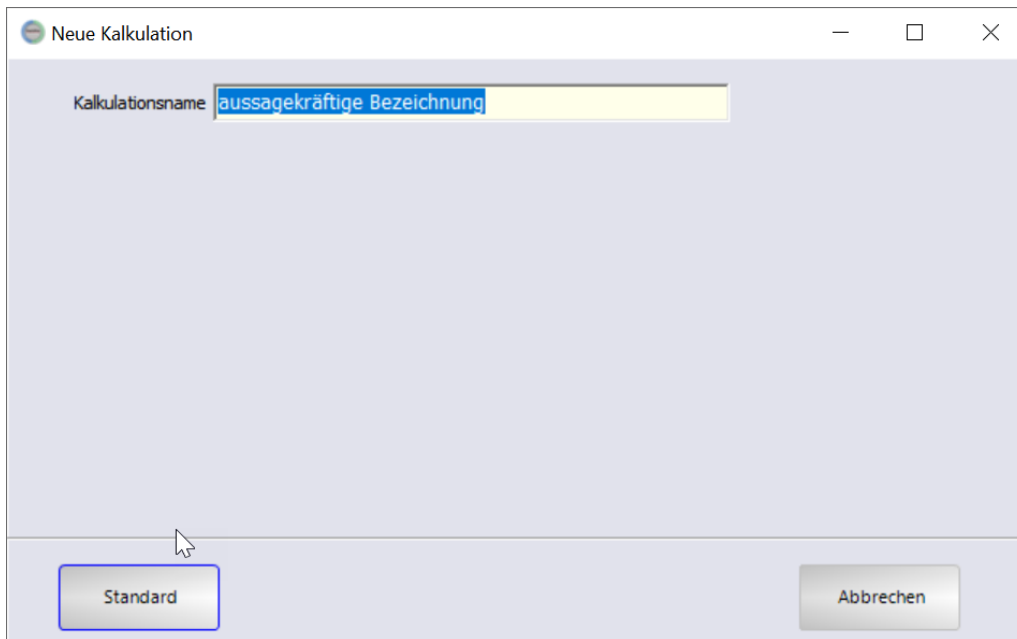 Neue Kalkulation
Kalkulationsname aussagekräftige Bezeichnung
Standard Abbrechen